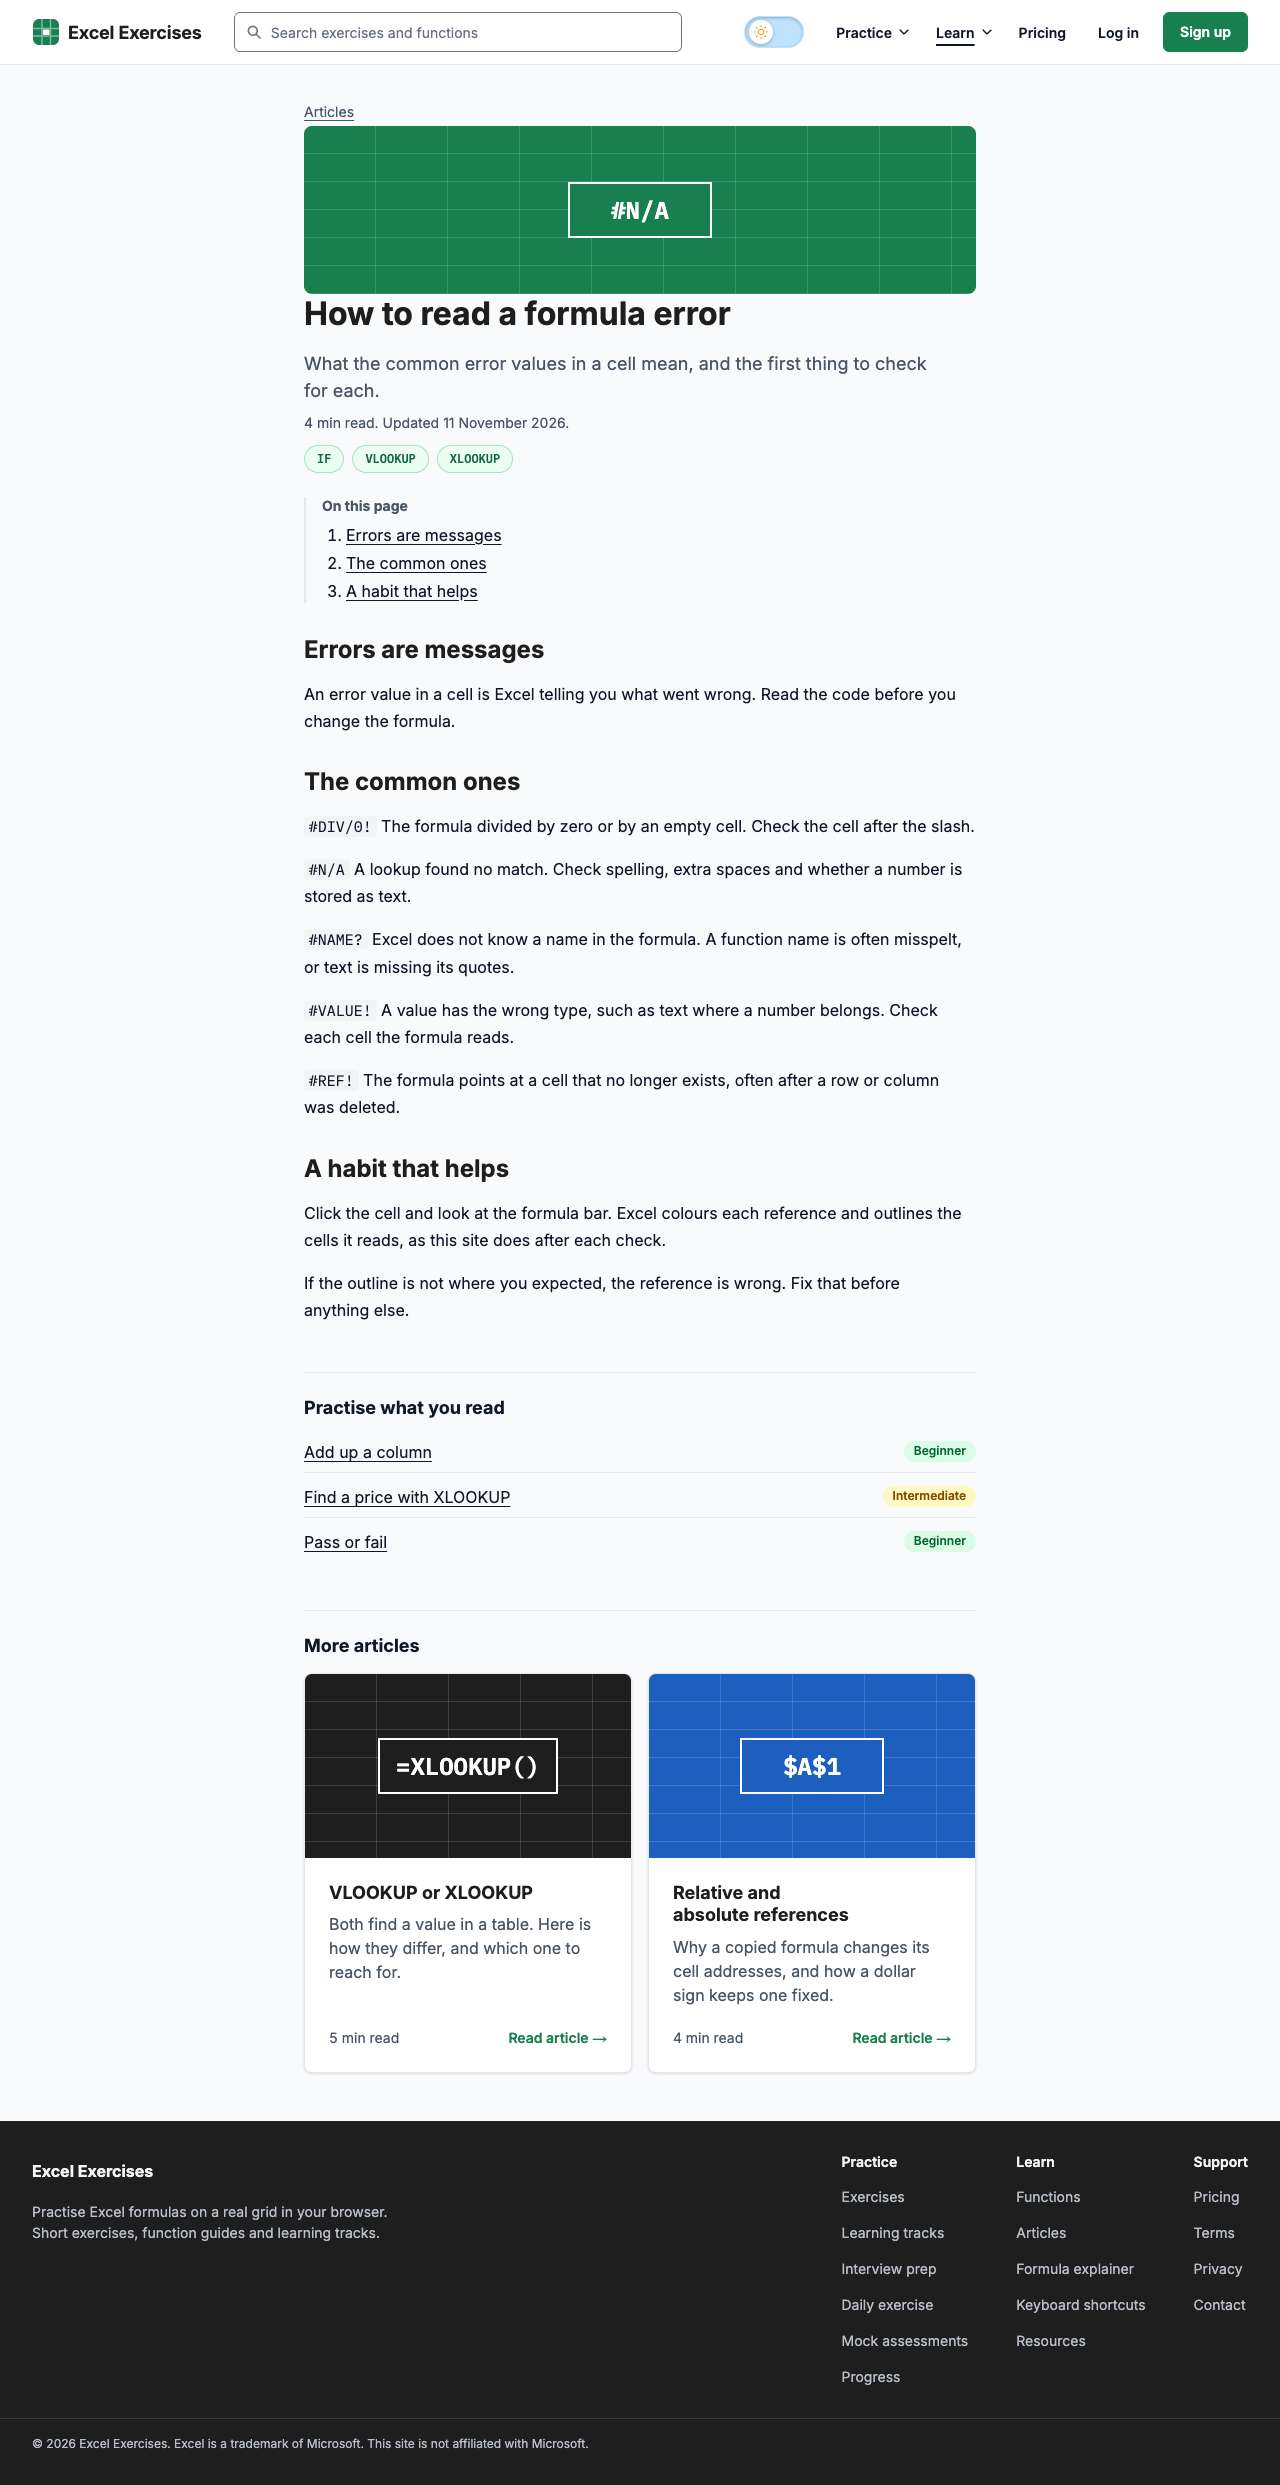 Excel Exercises
Search exercises and functions
Practice
Learn
Pricing
Log in
Sign up
Articles
#N/A
How to read a formula error
What the common error values in a cell mean, and the first thing to check
for each.
4 min read. Updated 11 November 2026.
IF
VLOOKUP
XLOOKUP
On this page
1. Errors are messages
2. The common ones
3. A habit that helps
Errors are messages
An error value in a cell is Excel telling you what went wrong. Read the code before you
change the formula.
The common ones
#DIV/0! The formula divided by zero or by an empty cell. Check the cell after the slash.
#N/A A lookup found no match. Check spelling, extra spaces and whether a number is
stored as text.
#NAME? Excel does not know a name in the formula. A function name is often misspelt,
or text is missing its quotes.
#VALUE! A value has the wrong type, such as text where a number belongs. Check
each cell the formula reads.
#REF! The formula points at a cell that no longer exists, often after a row or column
was deleted.
A habit that helps
Click the cell and look at the formula bar. Excel colours each reference and outlines the
cells it reads, as this site does after each check.
If the outline is not where you expected, the reference is wrong. Fix that before
anything else.
Practise what you read
Add up a column
Beginner
Find a price with XLOOKUP
Intermediate
Pass or fail
Beginner
More articles
=XLOOKUP()
VLOOKUP or XLOOKUP
Both find a value in a table. Here is
how they differ, and which one to
reach for.
5 min read
Read article →
$A$1
Relative and
absolute references
Why a copied formula changes its
cell addresses, and how a dollar
sign keeps one fixed.
4 min read
Read article →
Excel Exercises
Practise Excel formulas on a real grid in your browser.
Short exercises, function guides and learning tracks.
Practice
Exercises
Learning tracks
Interview prep
Daily exercise
Mock assessments
Progress
Learn
Functions
Articles
Formula explainer
Keyboard shortcuts
Resources
Support
Pricing
Terms
Privacy
Contact
© 2026 Excel Exercises. Excel is a trademark of Microsoft. This site is not affiliated with Microsoft.